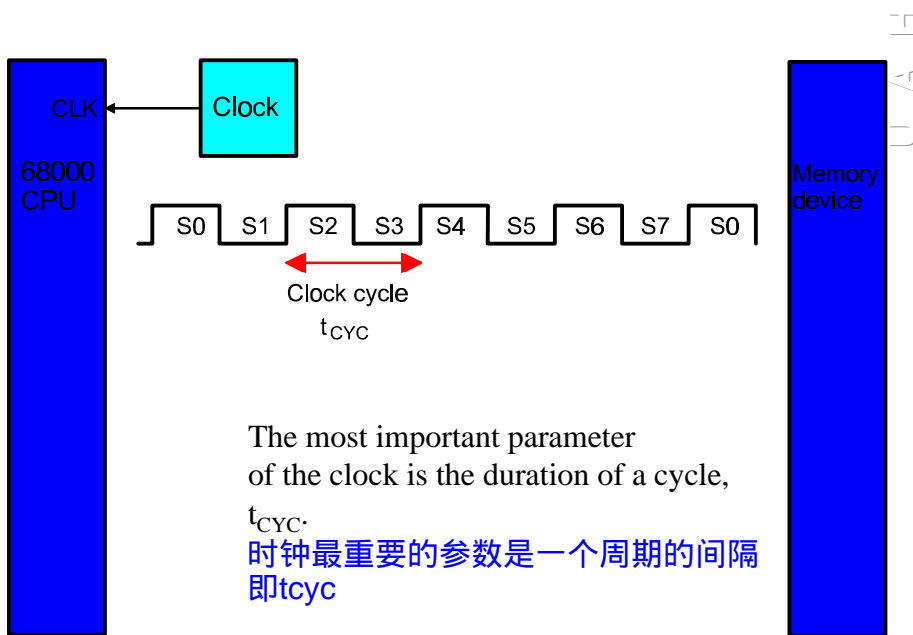 CLK
Clock
68000
CPU
Memory
device
S0 S1 S2 S3 S4 S5 S6 S7 S0
Clock cycle
tCYC
The most important parameter
of the clock is the duration of a cycle,
tCYC.
时钟最重要的参数是一个周期的间隔
即tcyc